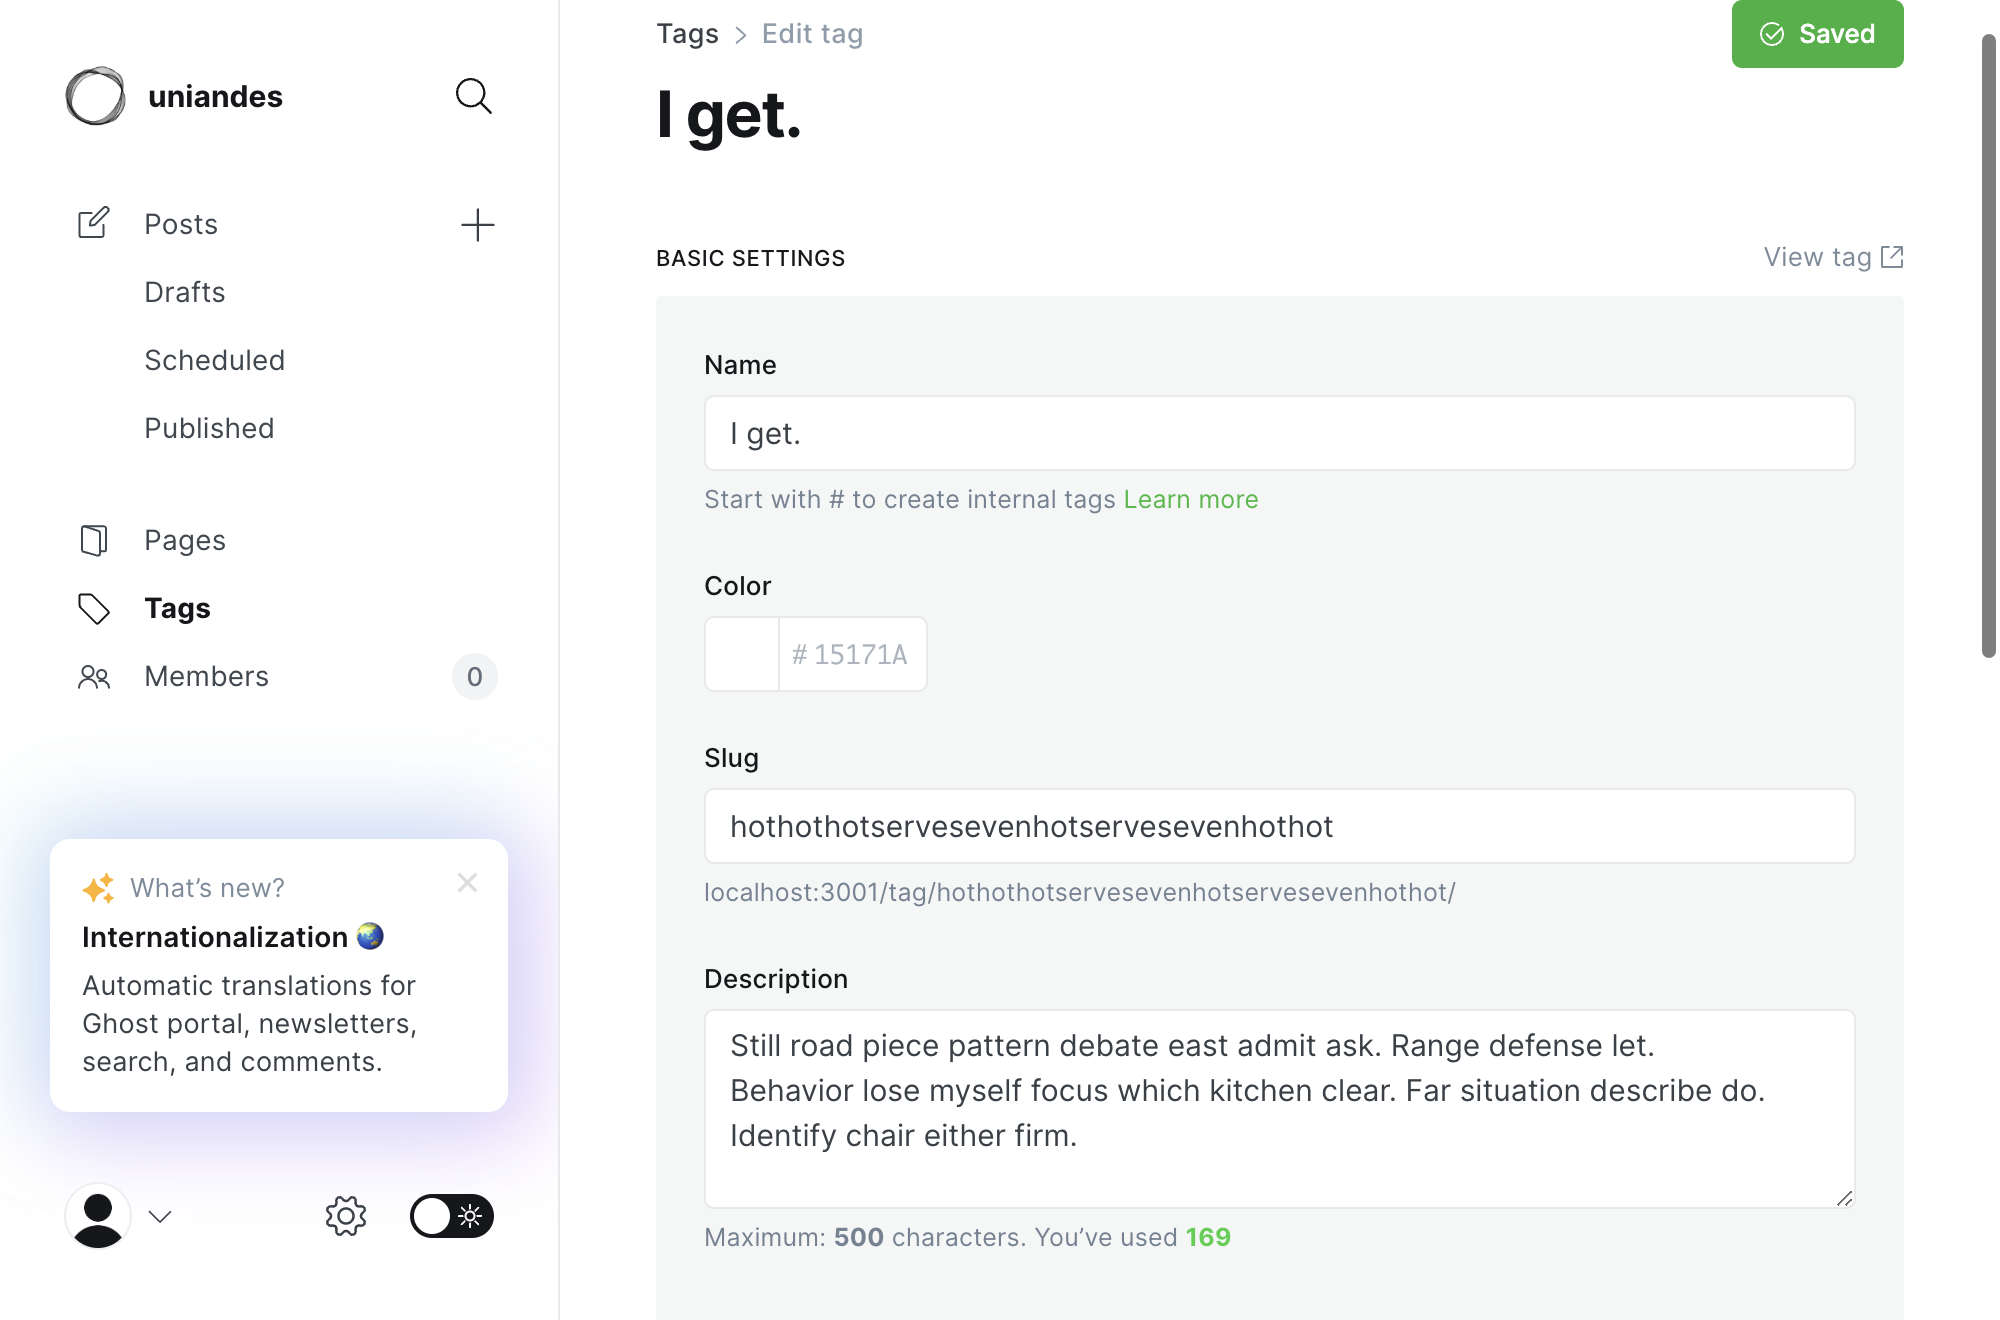 uniandes
Posts
Drafts
Scheduled
Published
Pages
Tags
Members
0
What’s new?
Internationalization
Automatic translations for
Ghost portal, newsletters,
search, and comments.
Tags > Edit tag
Saved
I get.
BASIC SETTINGS
View tag
Name
I get.
Start with # to create internal tags Learn more
Color
# 15171A
Slug
hothothotservesevenhotservesevenhothot
localhost:3001/tag/hothothotservesevenhotservesevenhothot/
Description
Still road piece pattern debate east admit ask. Range defense let.
Behavior lose myself focus which kitchen clear. Far situation describe do.
Identify chair either firm.
Maximum: 500 characters. You’ve used 169